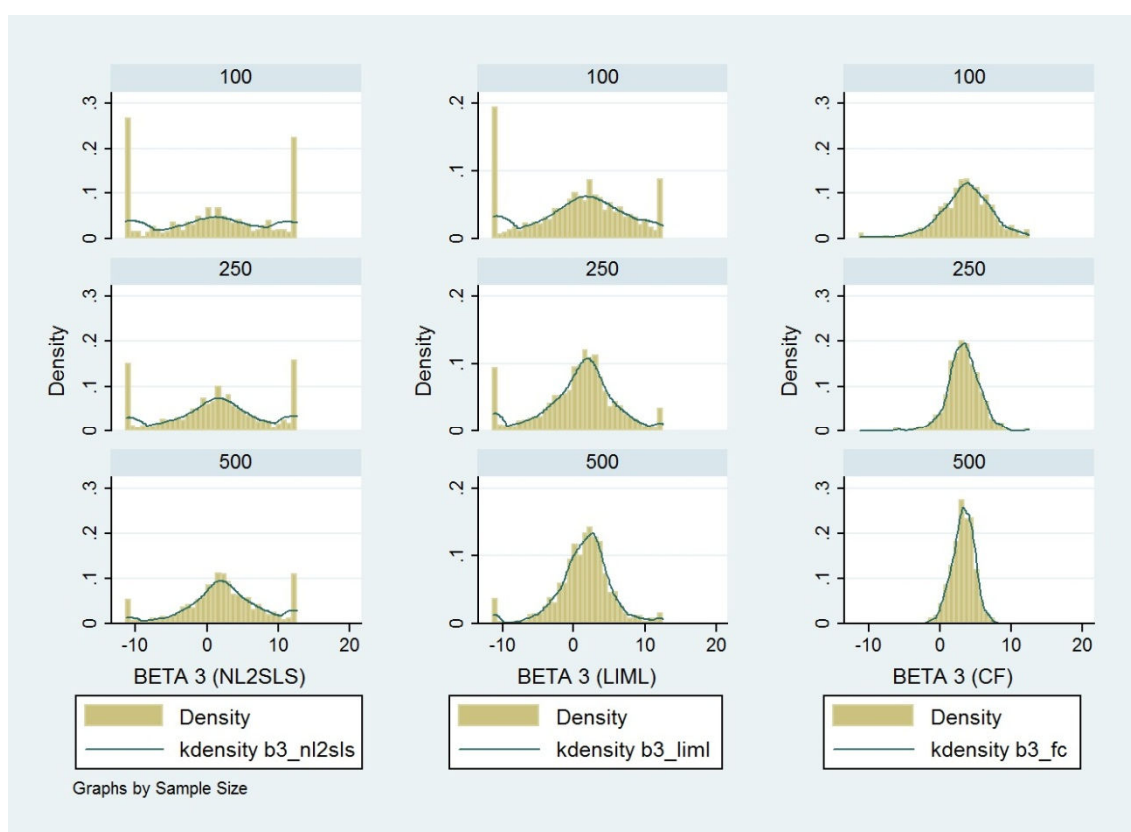 100
100
100
.3
.2
.1
0
.2
.1
0
.3
.2
.1
0
250
250
250
Density
.3
.2
.1
0
Density
.2
.1
0
Density
.3
.2
.1
0
500
500
500
.3
.2
.1
0
.2
.1
0
.3
.2
.1
0
-10 0 10 20
-10 0 10 20
-10 0 10 20
BETA 3 (NL2SLS)
BETA 3 (LIML)
BETA 3 (CF)
Density
kdensity b3_nl2sls
Density
kdensity b3_liml
Density
kdensity b3_fc
Graphs by Sample Size